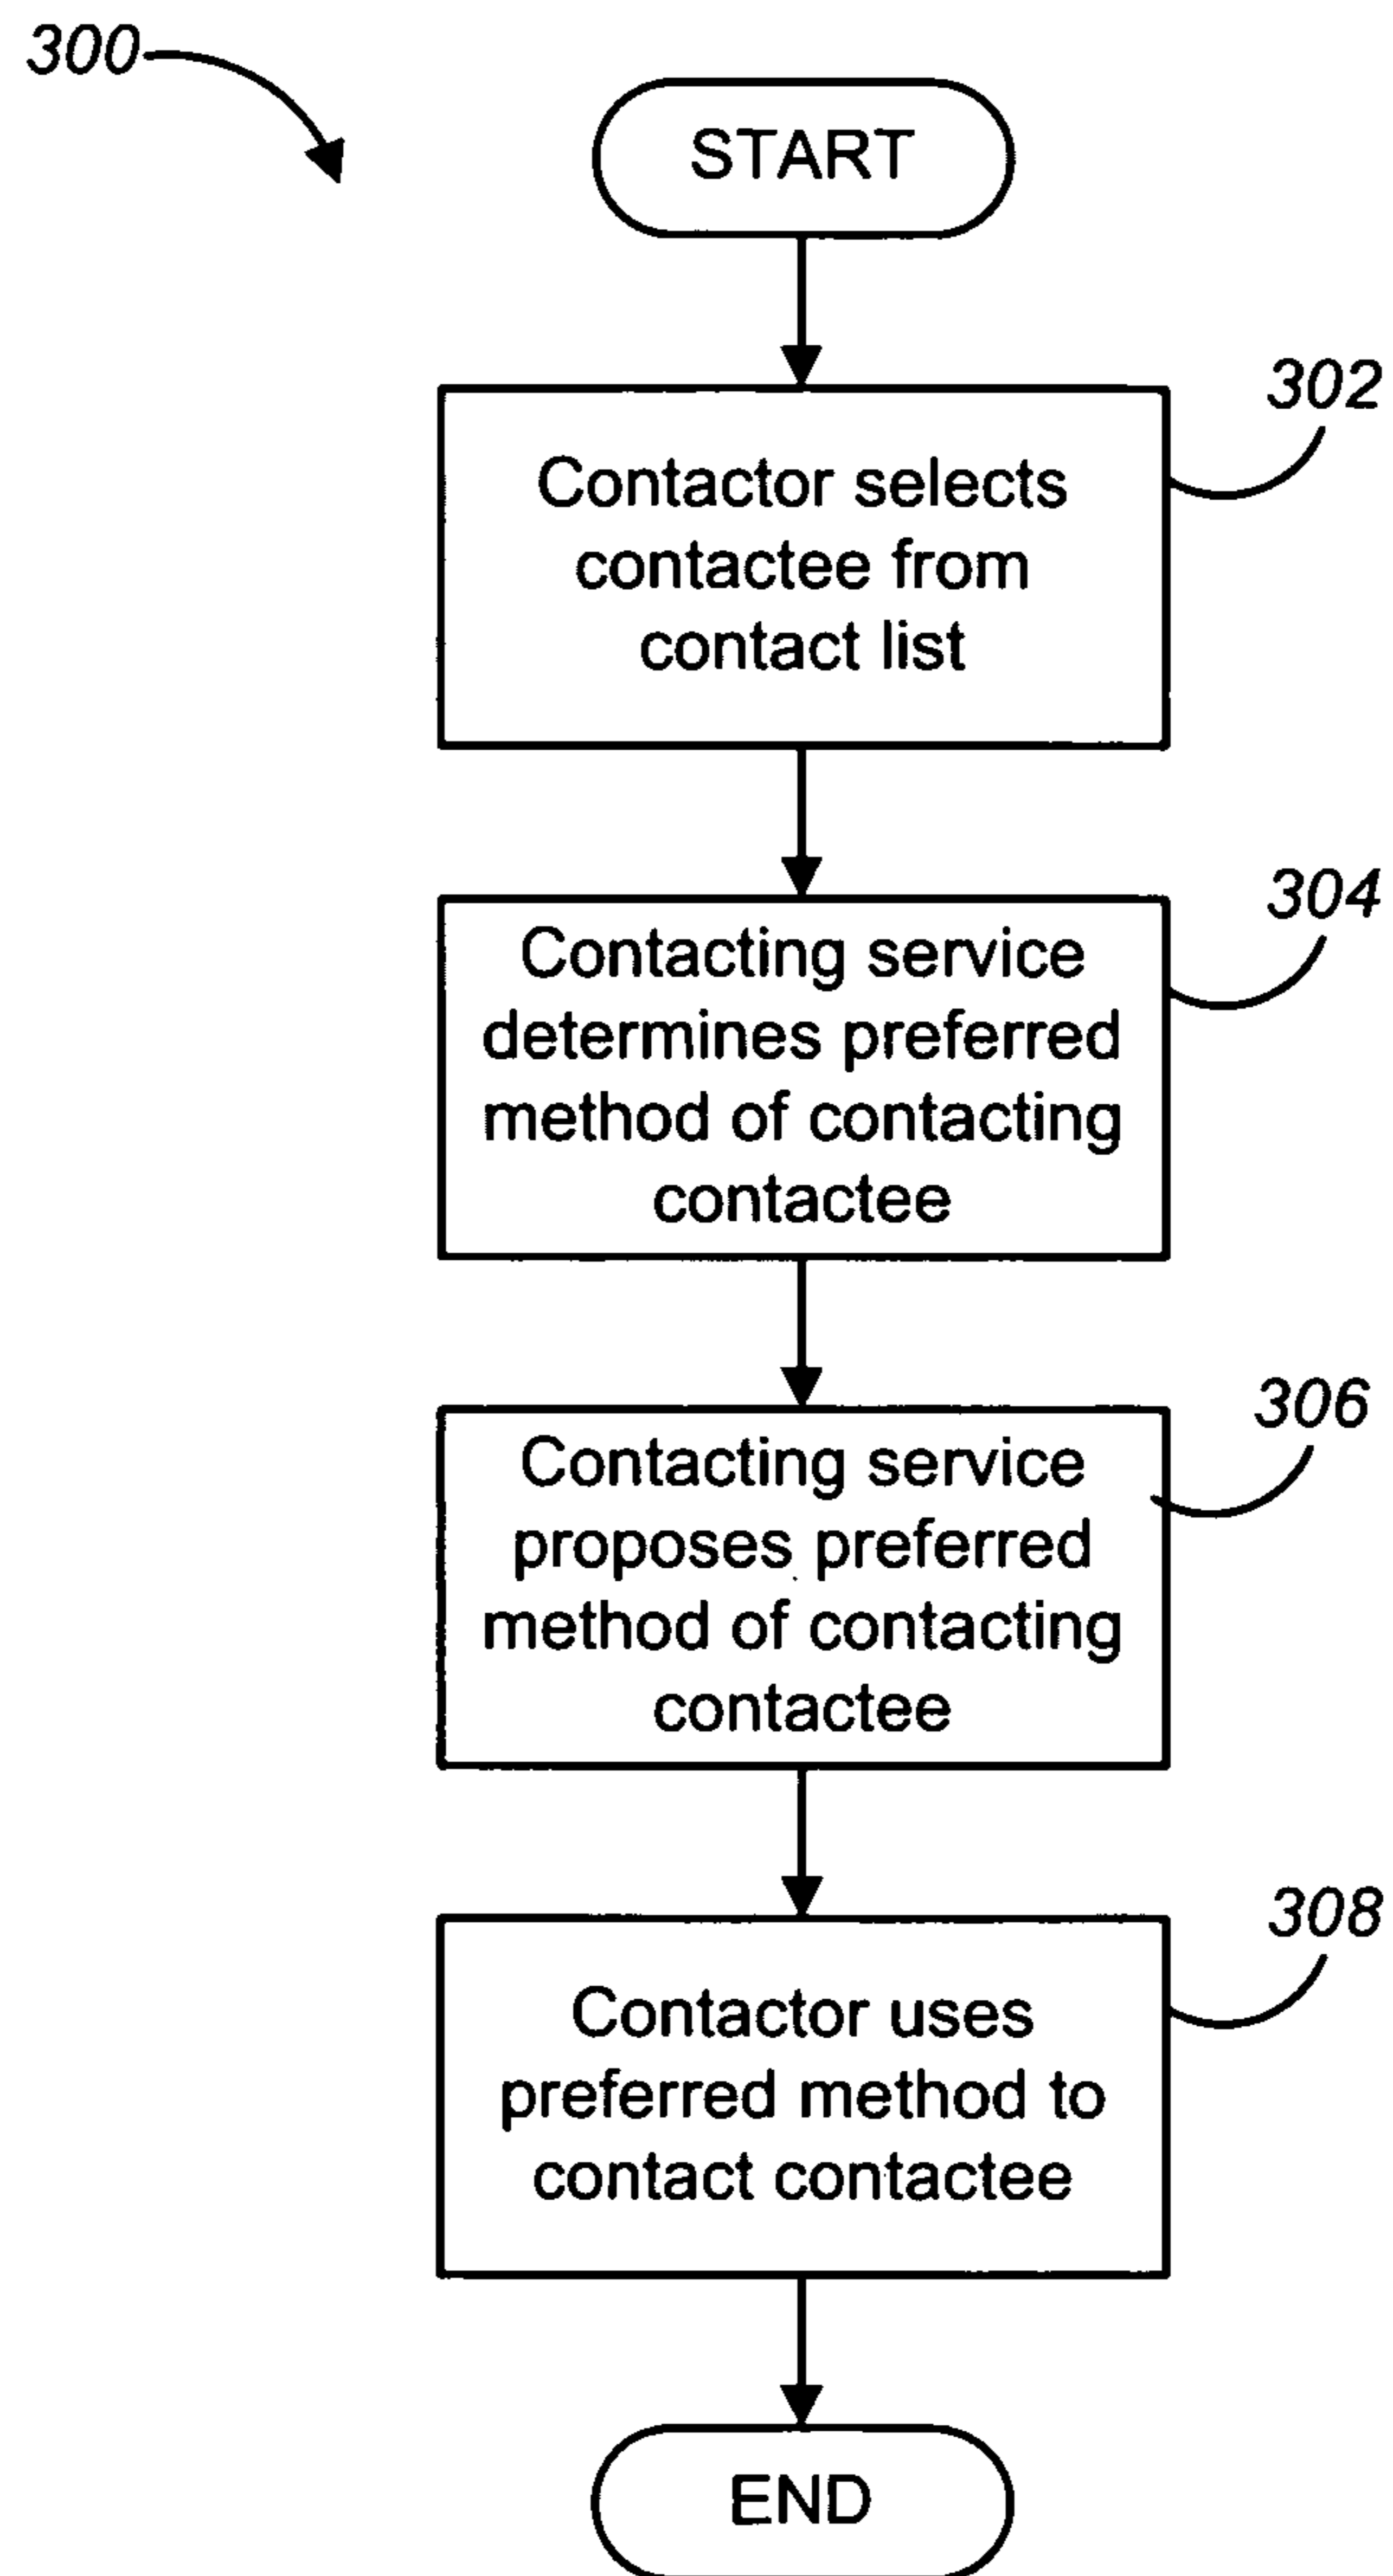 300
START
302
Contactor selects
contactee from
contact list
304
Contacting service
determines preferred
method of contacting
contactee
306
Contacting service
proposes preferred
method of contacting
contactee
308
Contactor uses
preferred method to
contact contactee
END